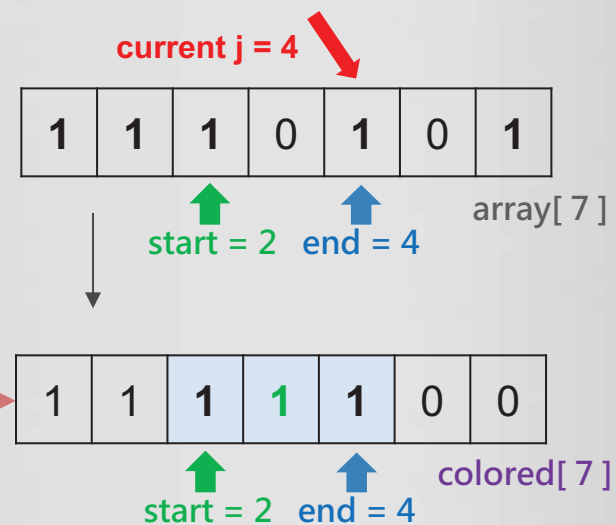 current j = 4
1 1 1 0 1 0 1
array[ 7 ]
start = 2 end = 4
1 1 1 1 1 0 0
colored[ 7 ]
start = 2 end = 4